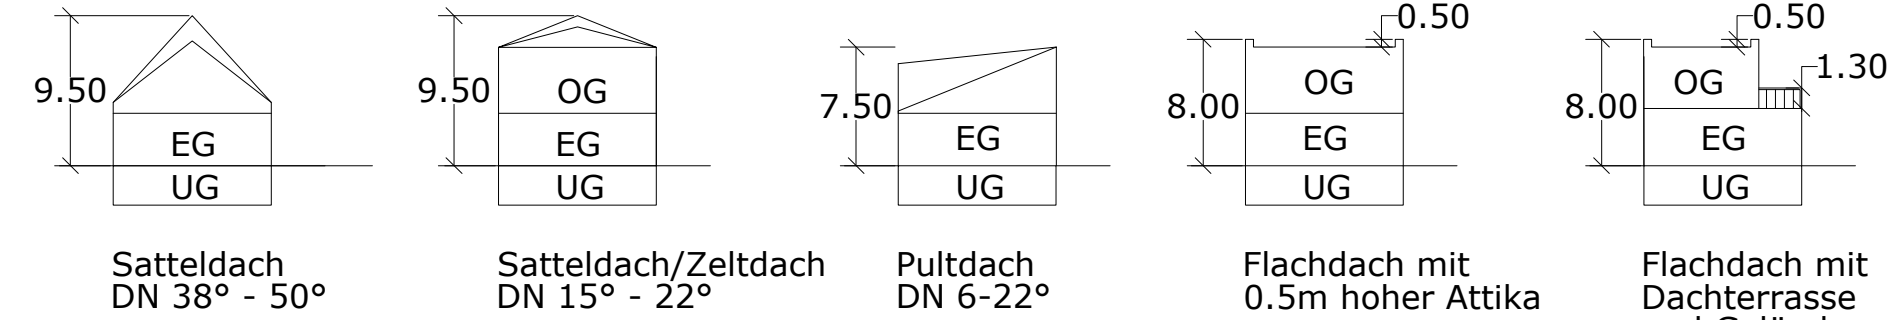 9.50
EG
UG
Satteldach
DN 38° - 50°
9.50
OG
EG
UG
Satteldach/Zeltdach
DN 15° - 22°
7.50
EG
UG
Pultdach
DN 6-22°
0.50
8.00
OG
EG
UG
Flachdach mit
0.5m hoher Attika
0.50
1.30
8.00
OG
EG
UG
Flachdach mit
Dachterrasse